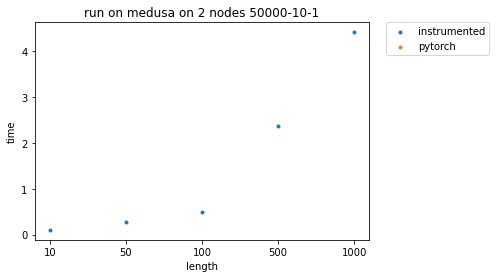 run on medusa on 2 nodes 50000-10-1
instrumented
pytorch
4
3
2
1
0
time
10 50 100 500 1000
length